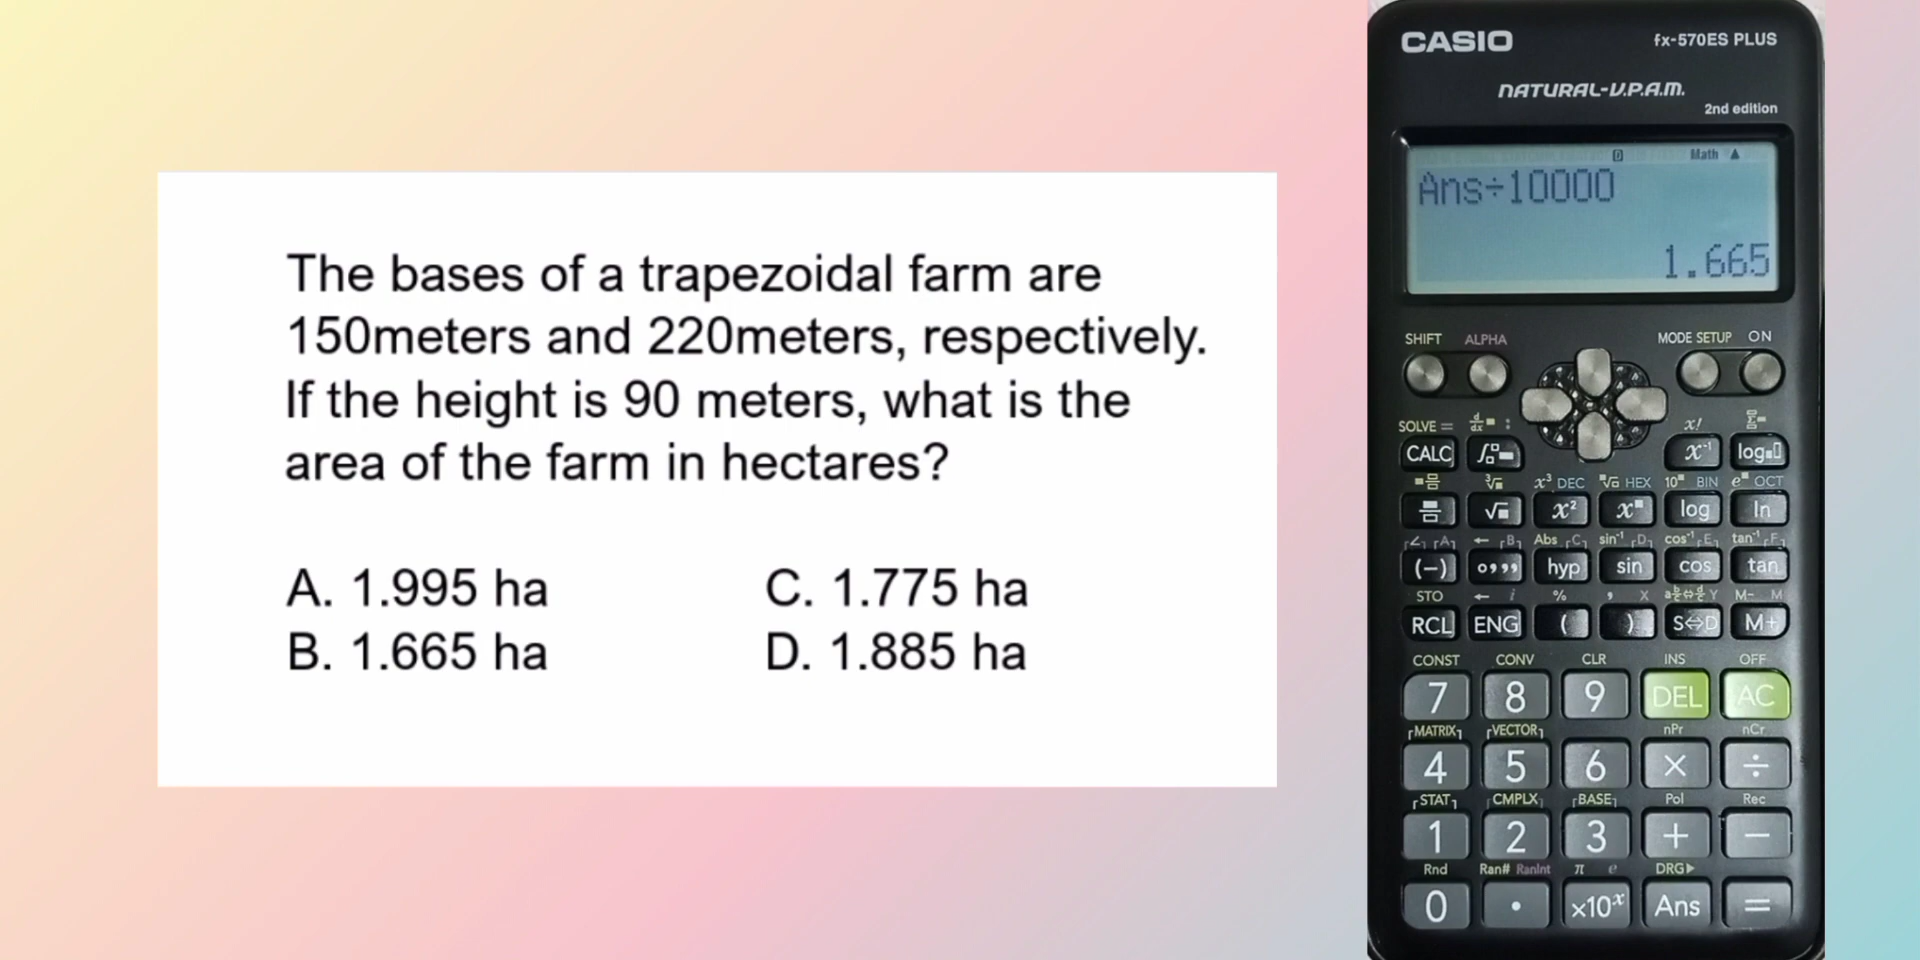 The bases of a trapezoidal farm are
150meters and 220meters, respectively.
If the height is 90 meters, what is the
area of the farm in hectares?
A. 1.995 ha
C. 1.775 ha
B. 1.665 ha
D. 1.885 ha
CASIO
fx-570ES PLUS
NATURAL-V.P.A.M.
2nd edition
D Math ▲
Ans÷10000
1.665
SHIFT ALPHA MODE SETUP ON
SOLVE = d/dx : x!
CALC x⁻¹ log
x³ DEC HEX 10 BIN e OCT
x² log ln
∠ A ← B Abs C sin⁻¹ D cos⁻¹ E tan⁻¹ F
(−) hyp sin cos tan
STO ← i % , X Y M− M
RCL ENG ( ) S⇔D M+
CONST CONV CLR INS OFF
7 8 9 DEL AC
MATRIX VECTOR nPr nCr
4 5 6 × ÷
STAT CMPLX BASE Pol Rec
1 2 3 + −
Rnd Ran# RanInt π e DRG▶
0 . ×10ˣ Ans =